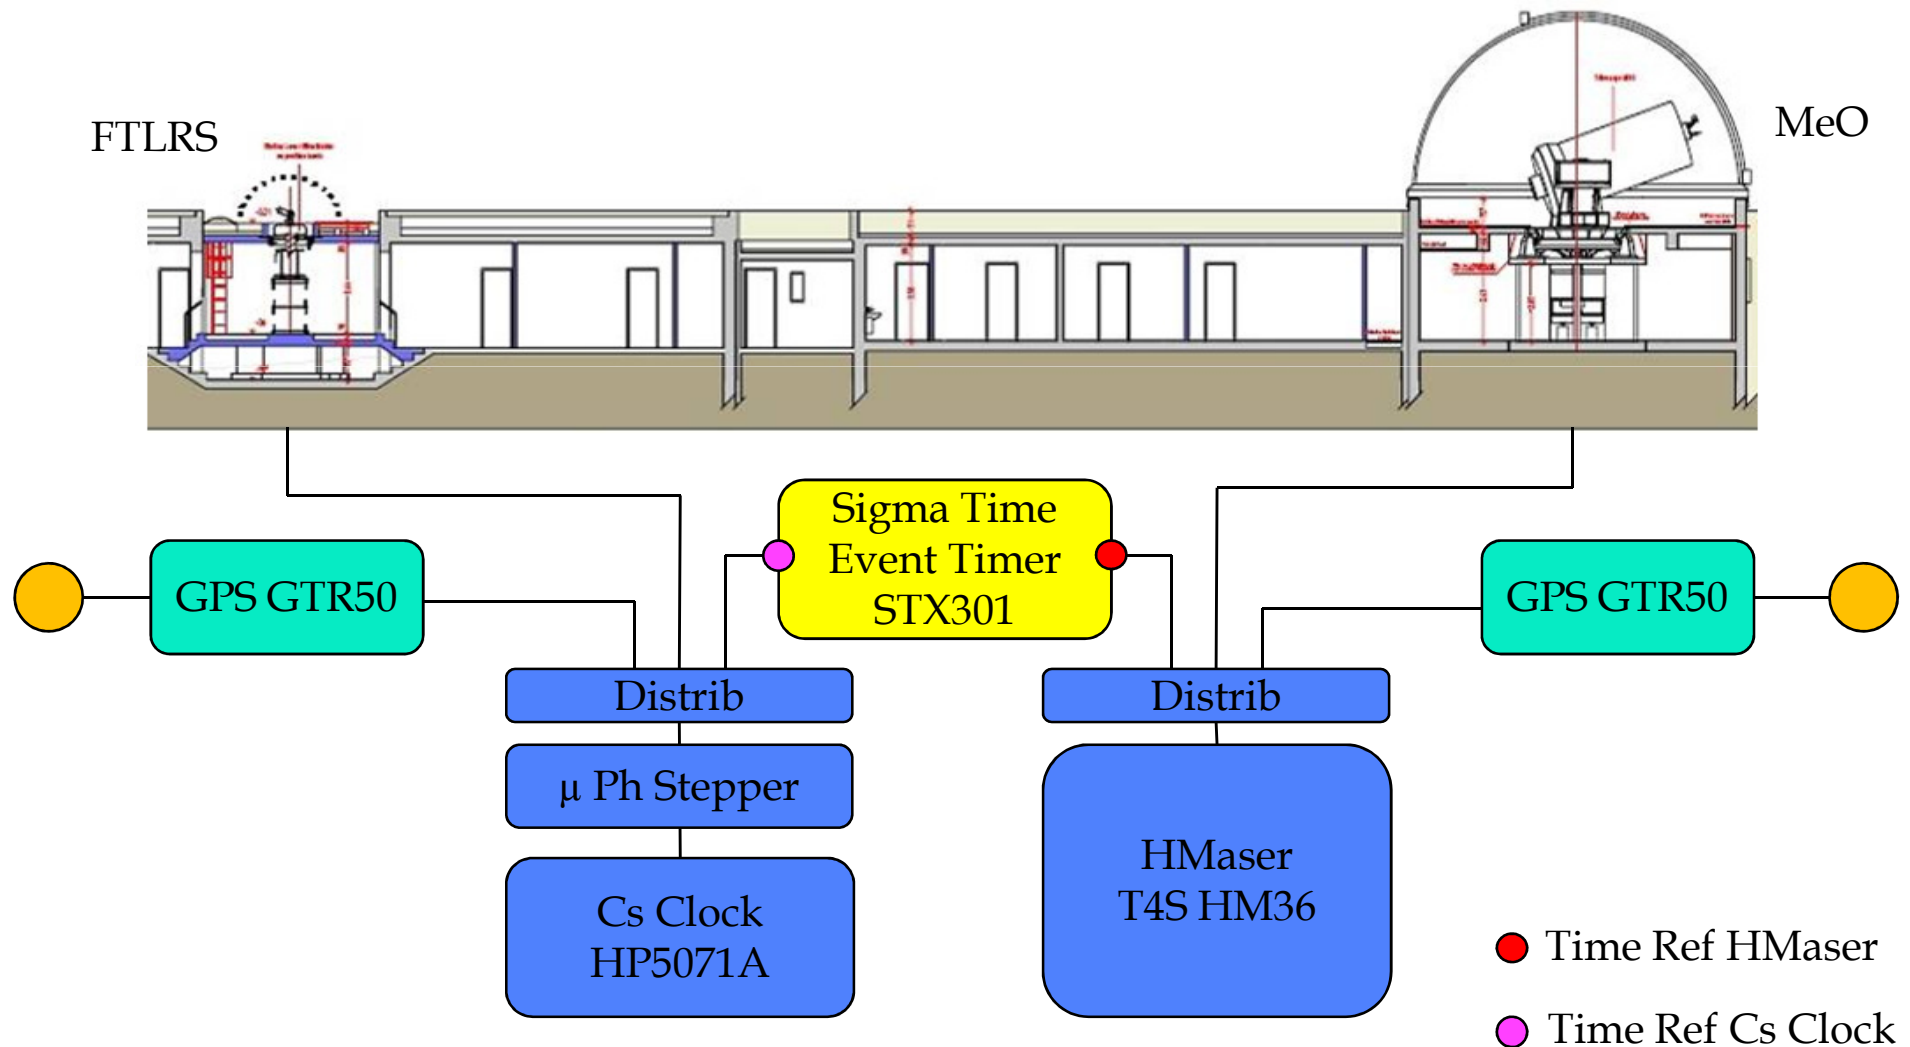 FTLRS
MeO
Sigma Time
Event Timer
STX301
GPS GTR50
GPS GTR50
Distrib
Distrib
µ Ph Stepper
HMaser
T4S HM36
Cs Clock
HP5071A
Time Ref HMaser
Time Ref Cs Clock